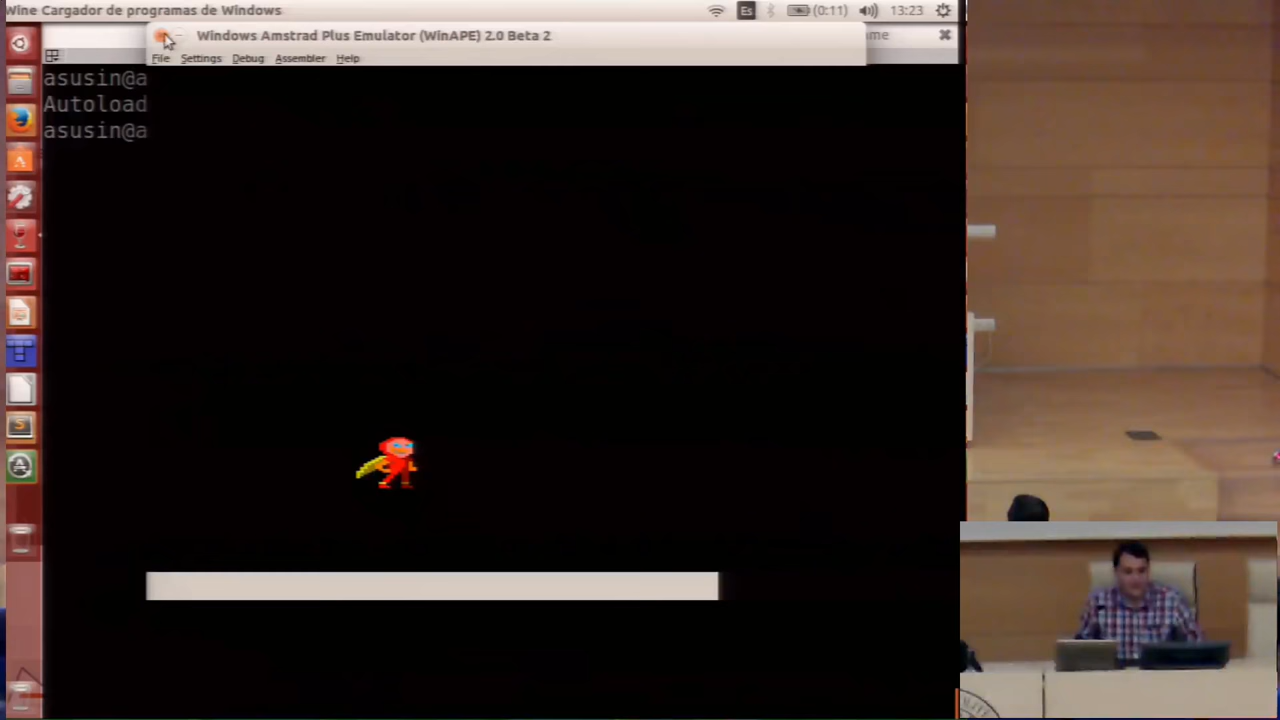 Wine Cargador de programas de Windows
Es
(0:11)
13:23
Windows Amstrad Plus Emulator (WinAPE) 2.0 Beta 2
ome
File Settings Debug Assembler Help
asusin@a
Autoload
asusin@a